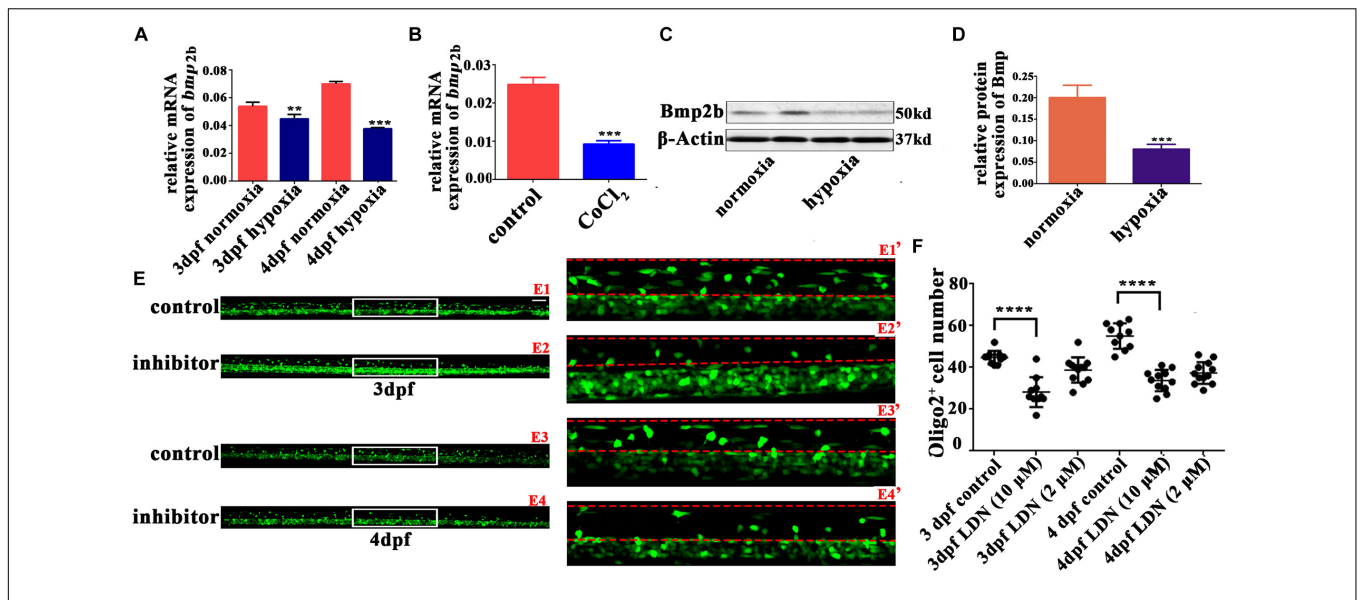 A
relative mRNA
expression of bmp2b
0.08
0.06
0.04
0.02
0.00
**
***
3dpf normoxia
3dpf hypoxia
4dpf normoxia
4dpf hypoxia
B
relative mRNA
expression of bmp2b
0.03
0.01
0.01
0.00
***
control
CoCl2
C
Bmp2b
50kd
β-Actin
37kd
normoxia
hypoxia
D
relative protein
expression of Bmp
0.25
0.20
0.15
0.10
0.05
0.00
***
normoxia
hypoxia
E
control
E1
inhibitor
E2
3dpf
control
E3
inhibitor
E4
4dpf
E1’
E2’
E3’
E4’
F
Oligo2+ cell number
80
60
40
20
0
****
****
3 dpf control
3dpf LDN (10 μM)
3dpf LDN (2 μM)
4 dpf control
4dpf LDN (10 μM)
4dpf LDN (2 μM)